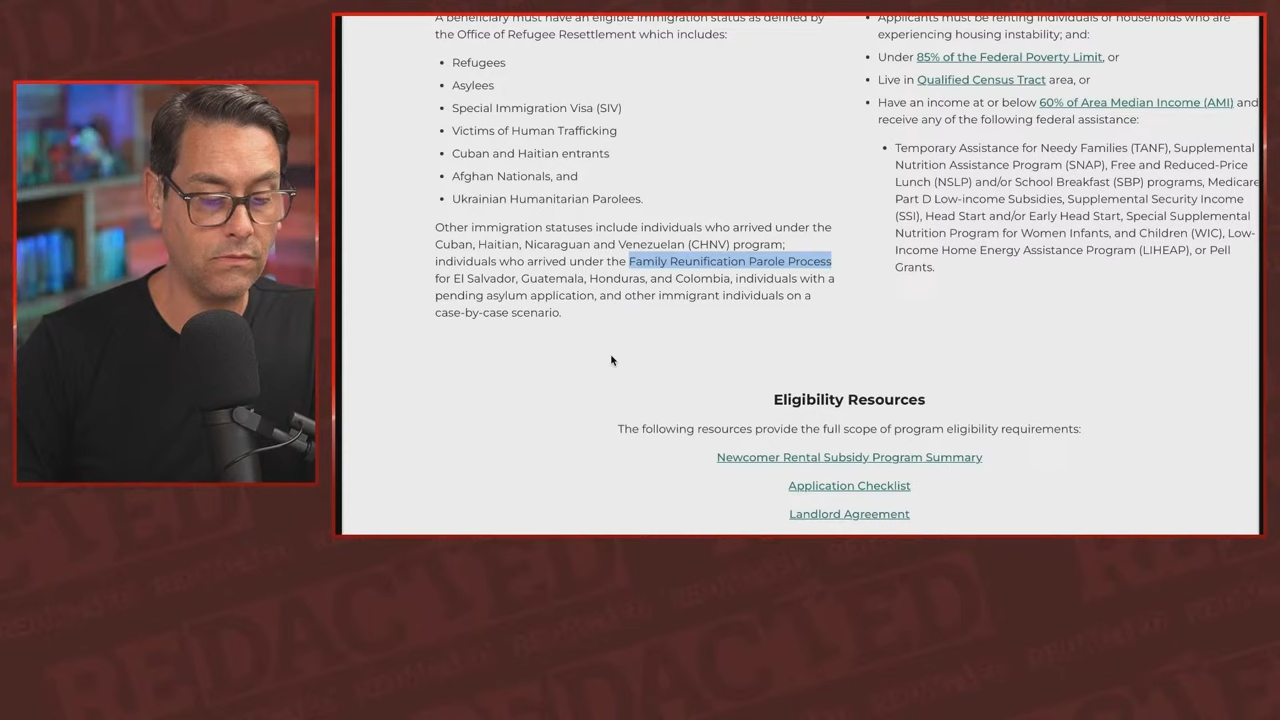 A beneficiary must have an eligible immigration status as defined by
the Office of Refugee Resettlement which includes:
• Refugees
• Asylees
• Special Immigration Visa (SIV)
• Victims of Human Trafficking
• Cuban and Haitian entrants
• Afghan Nationals, and
• Ukrainian Humanitarian Parolees.
Other immigration statuses include individuals who arrived under the
Cuban, Haitian, Nicaraguan and Venezuelan (CHNV) program;
individuals who arrived under the Family Reunification Parole Process
for El Salvador, Guatemala, Honduras, and Colombia, individuals with a
pending asylum application, and other immigrant individuals on a
case-by-case scenario.
• Applicants must be renting individuals or households who are
experiencing housing instability; and:
• Under 85% of the Federal Poverty Limit, or
• Live in Qualified Census Tract area, or
• Have an income at or below 60% of Area Median Income (AMI) and
receive any of the following federal assistance:
• Temporary Assistance for Needy Families (TANF), Supplemental
Nutrition Assistance Program (SNAP), Free and Reduced-Price
Lunch (NSLP) and/or School Breakfast (SBP) programs, Medicare
Part D Low-income Subsidies, Supplemental Security Income
(SSI), Head Start and/or Early Head Start, Special Supplemental
Nutrition Program for Women Infants, and Children (WIC), Low-
Income Home Energy Assistance Program (LIHEAP), or Pell
Grants.
Eligibility Resources
The following resources provide the full scope of program eligibility requirements:
Newcomer Rental Subsidy Program Summary
Application Checklist
Landlord Agreement
REDACTED
REDACTED